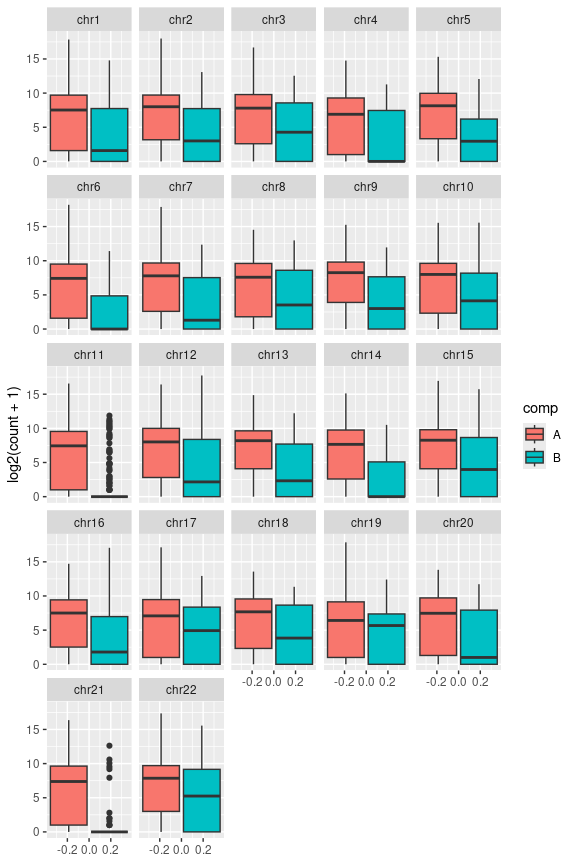 chr1 chr2 chr3 chr4 chr5
15
10
5
0
chr6 chr7 chr8 chr9 chr10
15
10
5
0
chr11 chr12 chr13 chr14 chr15
15
10
5
0
chr16 chr17 chr18 chr19 chr20
15
10
5
0
-0.2 0.0 0.2 -0.2 0.0 0.2 -0.2 0.0 0.2
chr21 chr22
15
10
5
0
-0.2 0.0 0.2 -0.2 0.0 0.2
log2(count + 1)
comp
A
B